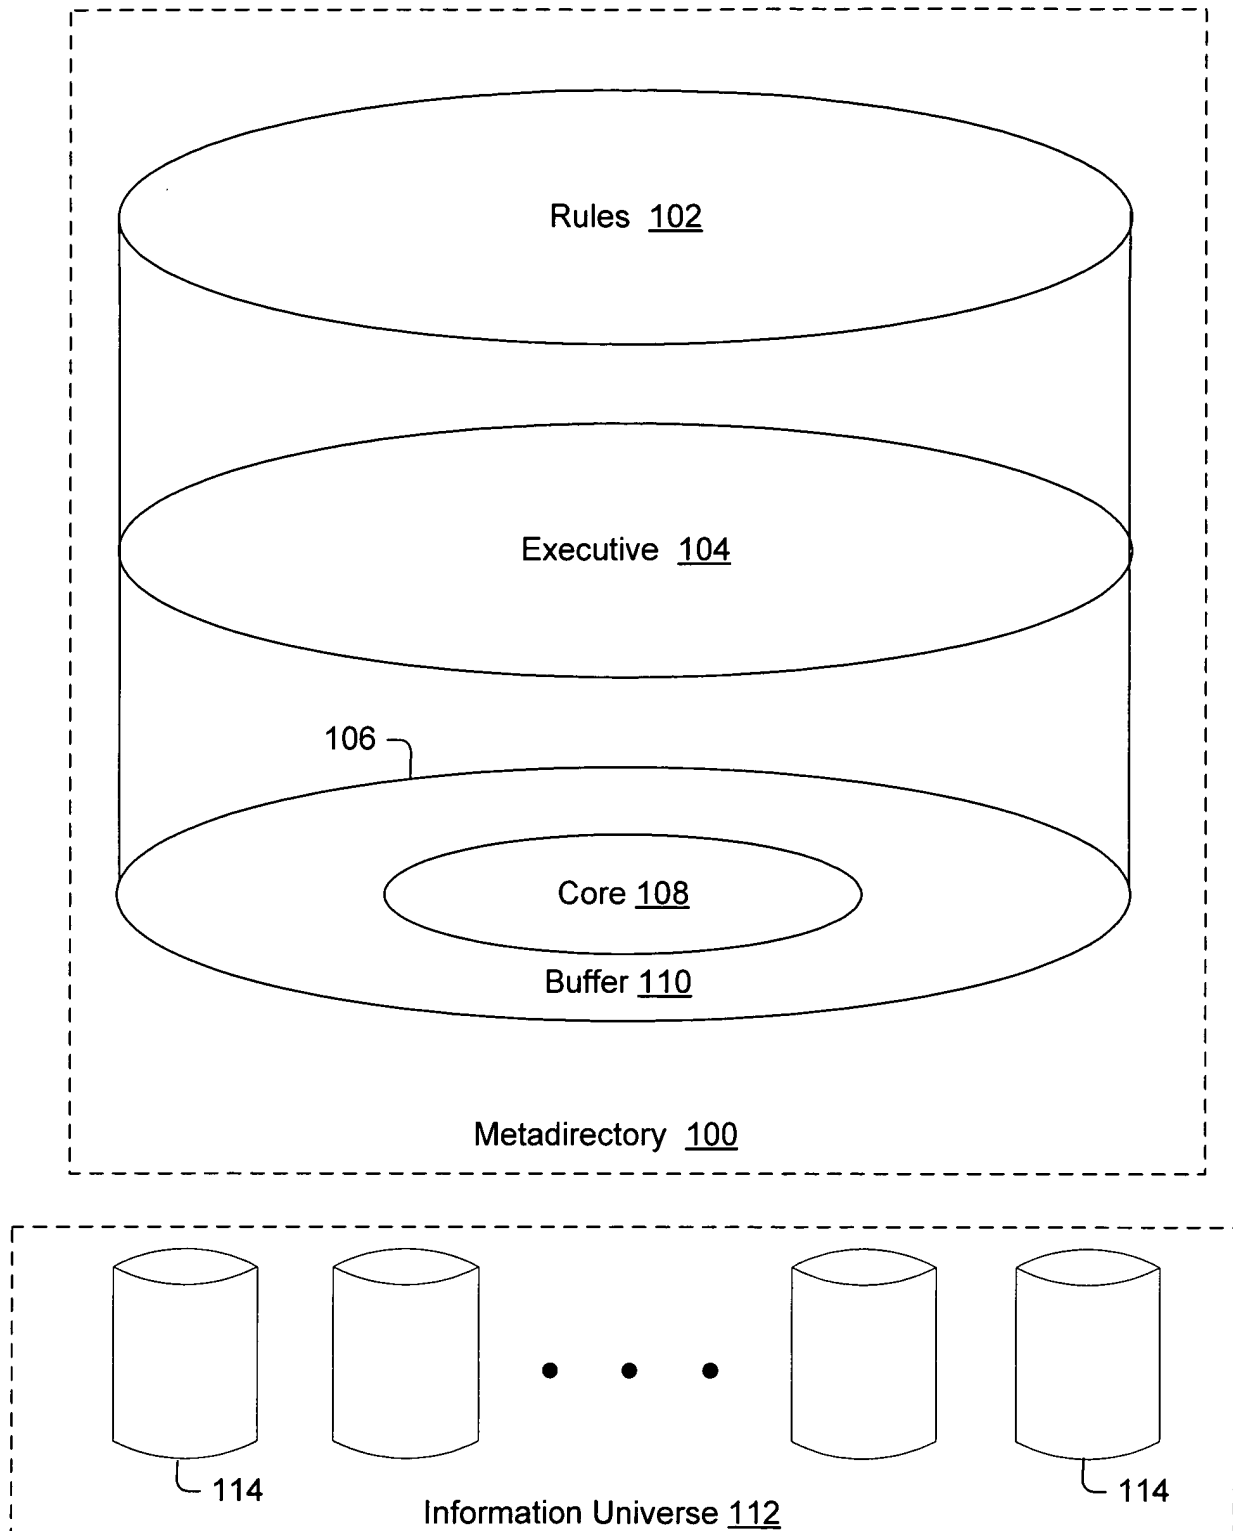 Rules 102
Executive 104
106
Core 108
Buffer 110
Metadirectory 100
114
114
Information Universe 112